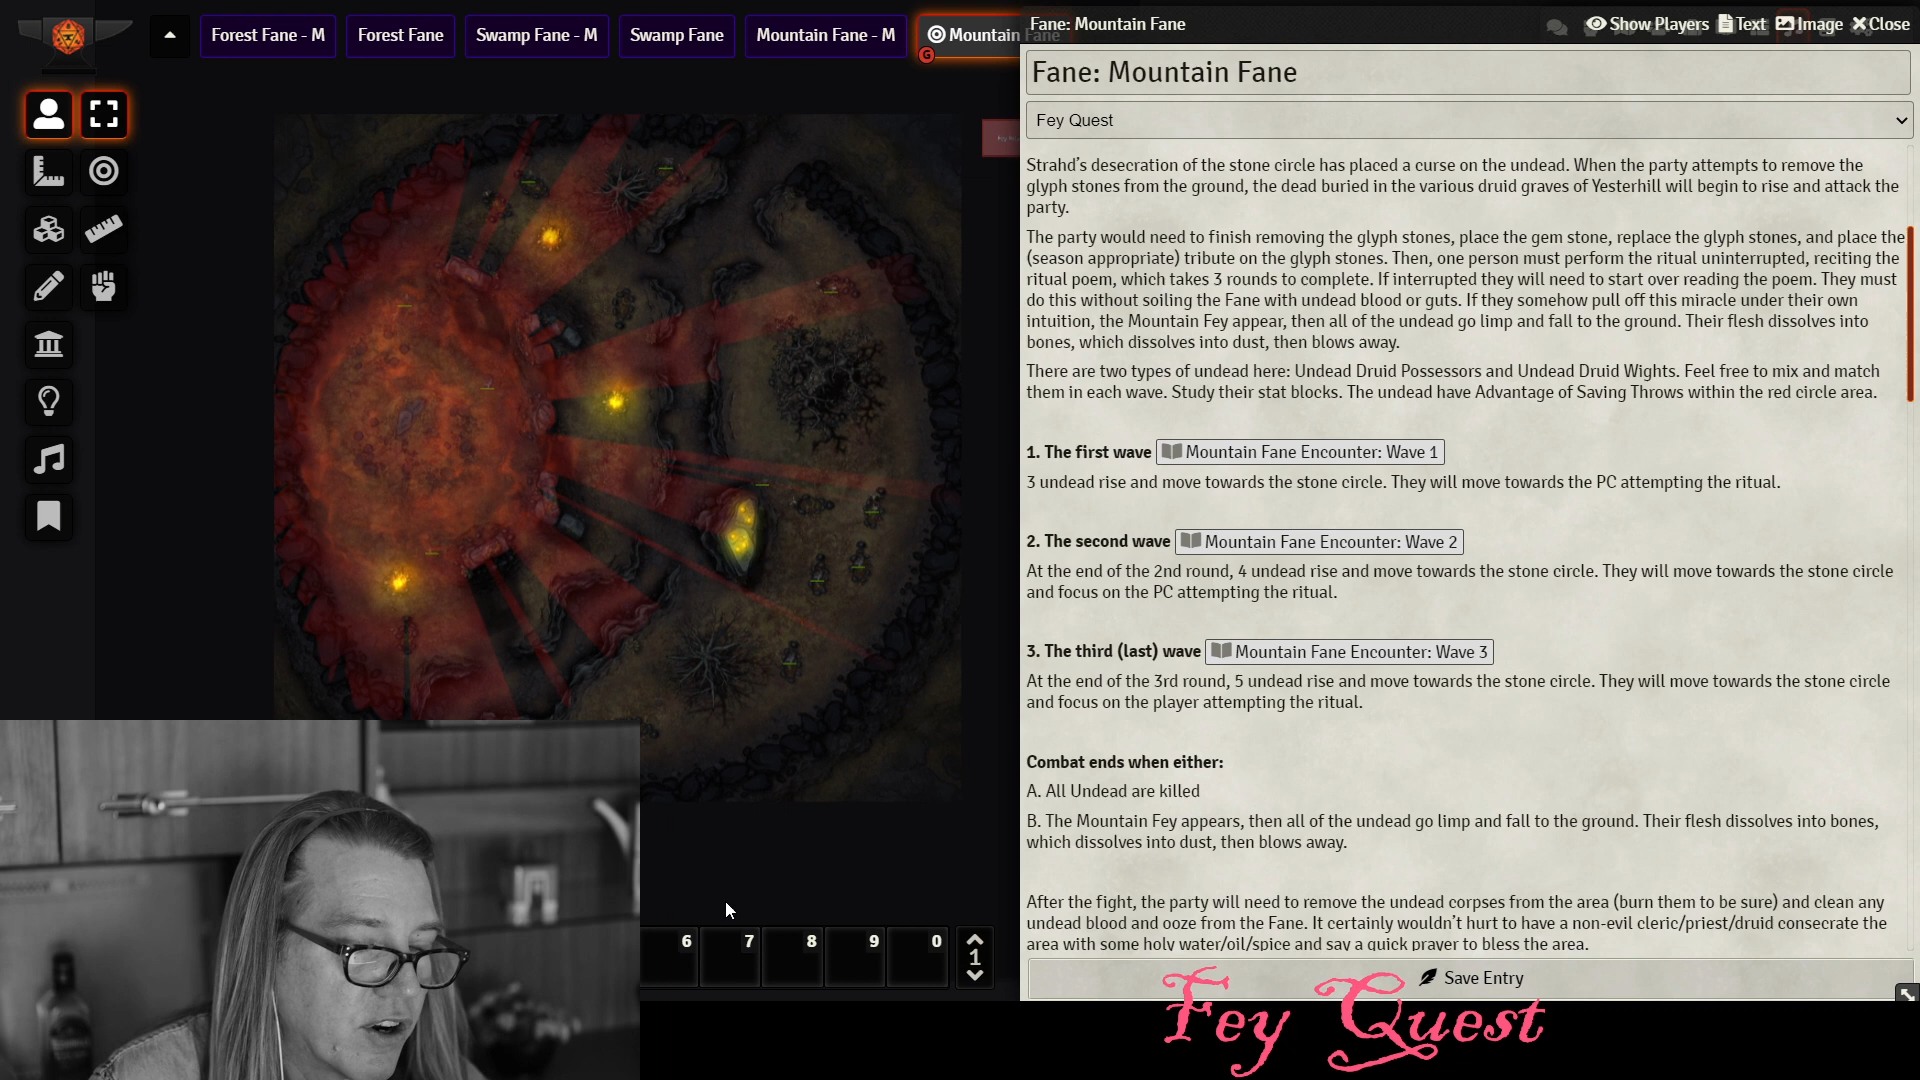 Forest Fane - M
Forest Fane
Swamp Fane - M
Swamp Fane
Mountain Fane - M
Mountain Fane
G
Fane: Mountain Fane
Show Players
Text
Image
Close
Fane: Mountain Fane
Fey Quest
Strahd's desecration of the stone circle has placed a curse on the undead. When the party attempts to remove the
glyph stones from the ground, the dead buried in the various druid graves of Yesterhill will begin to rise and attack the
party.
The party would need to finish removing the glyph stones, place the gem stone, replace the glyph stones, and place the
(season appropriate) tribute on the glyph stones. Then, one person must perform the ritual uninterrupted, reciting the
ritual poem, which takes 3 rounds to complete. If interrupted they will need to start over reading the poem. They must
do this without soiling the Fane with undead blood or guts. If they somehow pull off this miracle under their own
intuition, the Mountain Fey appear, then all of the undead go limp and fall to the ground. Their flesh dissolves into
bones, which dissolves into dust, then blows away.
There are two types of undead here: Undead Druid Possessors and Undead Druid Wights. Feel free to mix and match
them in each wave. Study their stat blocks. The undead have Advantage of Saving Throws within the red circle area.
1. The first wave Mountain Fane Encounter: Wave 1
3 undead rise and move towards the stone circle. They will move towards the PC attempting the ritual.
2. The second wave Mountain Fane Encounter: Wave 2
At the end of the 2nd round, 4 undead rise and move towards the stone circle. They will move towards the stone circle
and focus on the PC attempting the ritual.
3. The third (last) wave Mountain Fane Encounter: Wave 3
At the end of the 3rd round, 5 undead rise and move towards the stone circle. They will move towards the stone circle
and focus on the player attempting the ritual.
Combat ends when either:
A. All Undead are killed
B. The Mountain Fey appears, then all of the undead go limp and fall to the ground. Their flesh dissolves into bones,
which dissolves into dust, then blows away.
After the fight, the party will need to remove the undead corpses from the area (burn them to be sure) and clean any
undead blood and ooze from the Fane. It certainly wouldn't hurt to have a non-evil cleric/priest/druid consecrate the
area with some holy water/oil/spice and say a quick prayer to bless the area.
Save Entry
6
7
8
9
0
1
Fey Quest